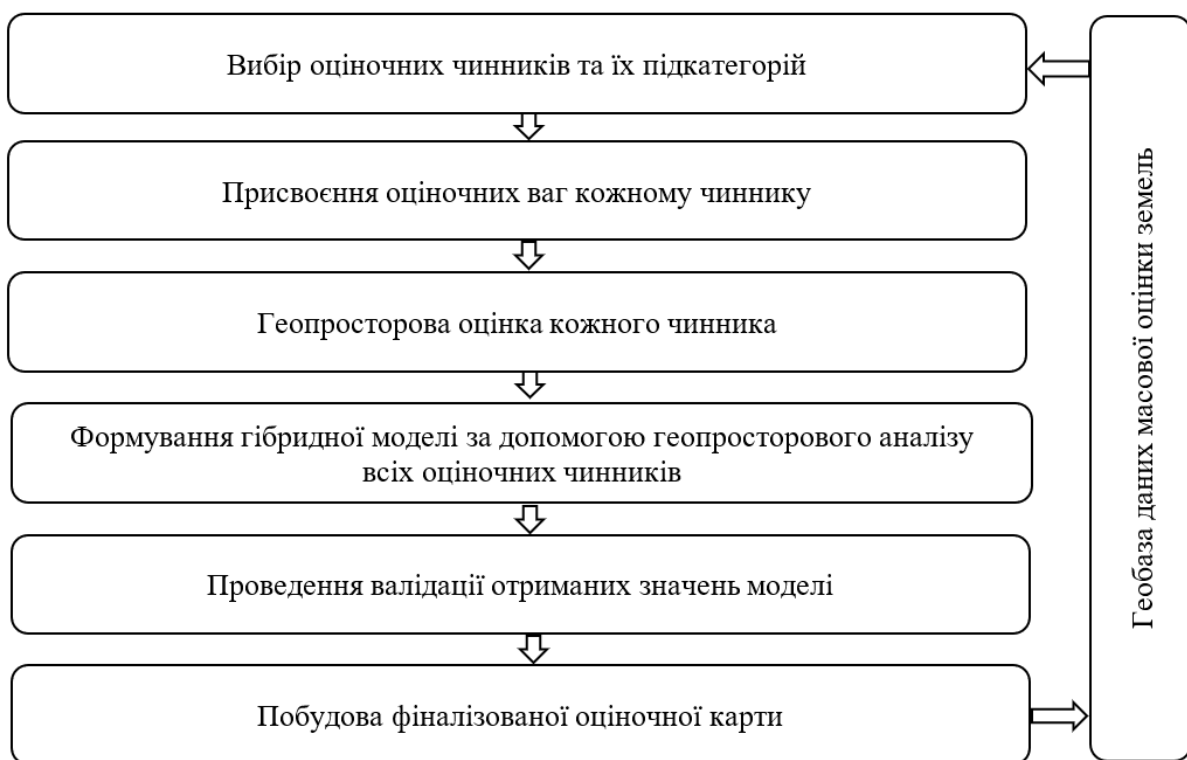 Вибір оціночних чинників та їх підкатегорій
Присвоєння оціночних ваг кожному чиннику
Геопросторова оцінка кожного чинника
Формування гібридної моделі за допомогою геопросторового аналізу
всіх оціночних чинників
Проведення валідації отриманих значень моделі
Побудова фіналізованої оціночної карти
Геобаза даних масової оцінки земель